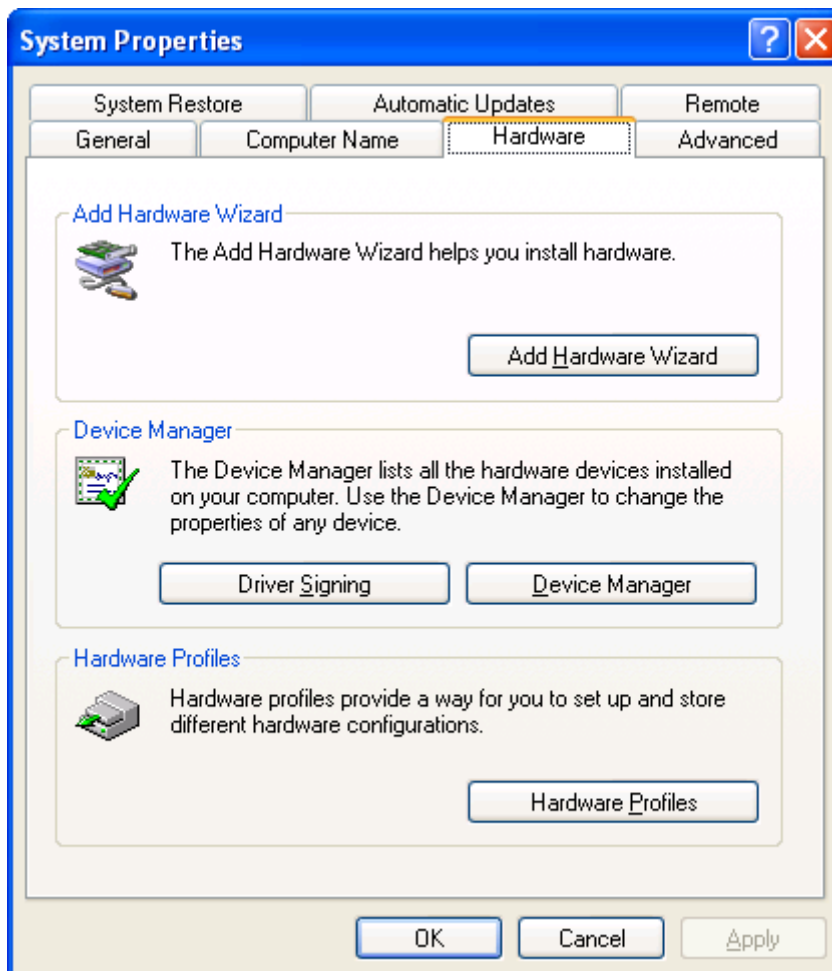 System Properties
?
System Restore Automatic Updates Remote
General Computer Name Hardware Advanced
Add Hardware Wizard
The Add Hardware Wizard helps you install hardware.
Add Hardware Wizard
Device Manager
The Device Manager lists all the hardware devices installed
on your computer. Use the Device Manager to change the
properties of any device.
Driver Signing Device Manager
Hardware Profiles
Hardware profiles provide a way for you to set up and store
different hardware configurations.
Hardware Profiles
OK Cancel Apply